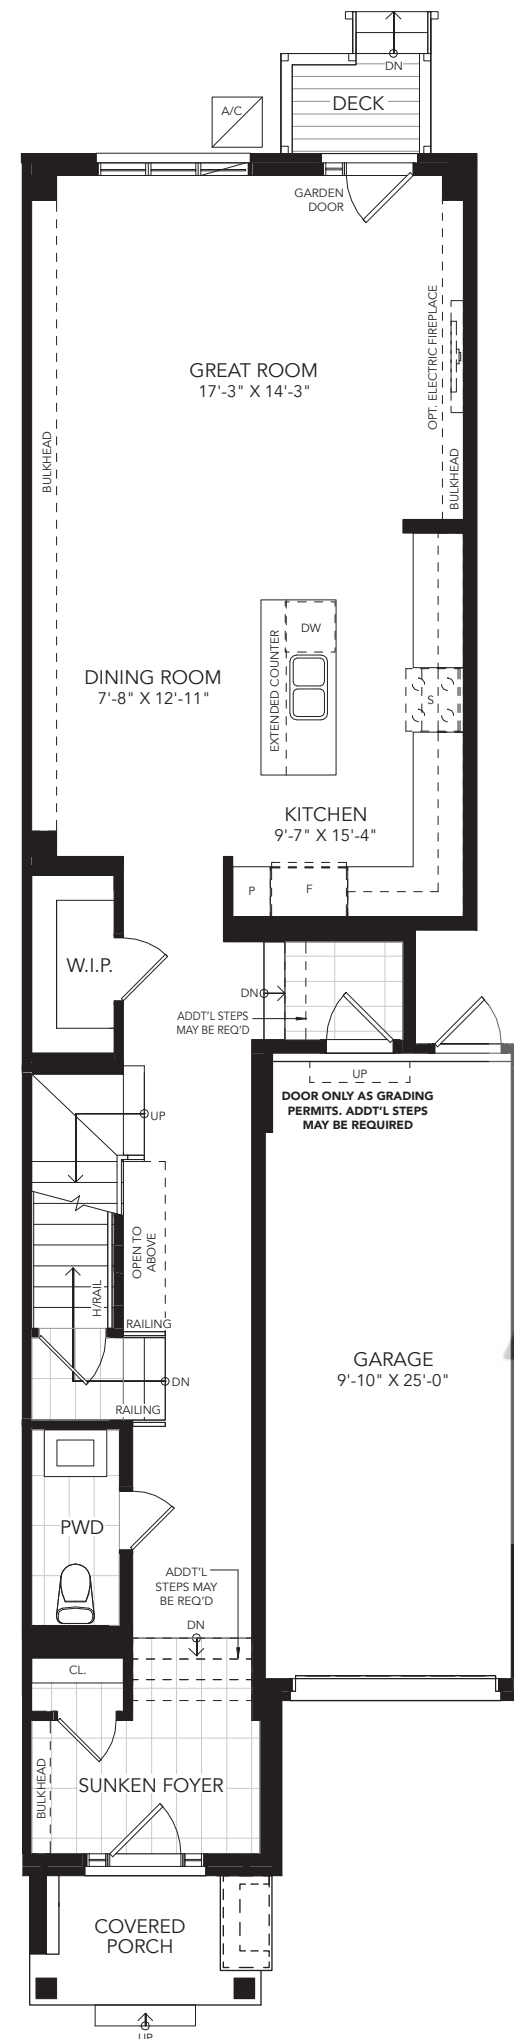 DN
DECK
A/C
GARDEN
DOOR
GREAT ROOM
17'-3" X 14'-3"
OPT. ELECTRIC FIREPLACE
BULKHEAD
BULKHEAD
DW
EXTENDED COUNTER
DINING ROOM
7'-8" X 12'-11"
S
KITCHEN
9'-7" X 15'-4"
P
F
W.I.P.
DN
ADDT'L STEPS
MAY BE REQ'D
UP
DOOR ONLY AS GRADING
PERMITS. ADDT'L STEPS
MAY BE REQUIRED
UP
OPEN TO
ABOVE
H/RAIL
RAILING
DN
RAILING
GARAGE
9'-10" X 25'-0"
PWD
ADDT'L
STEPS MAY
BE REQ'D
DN
CL.
BULKHEAD
SUNKEN FOYER
COVERED
PORCH
UP